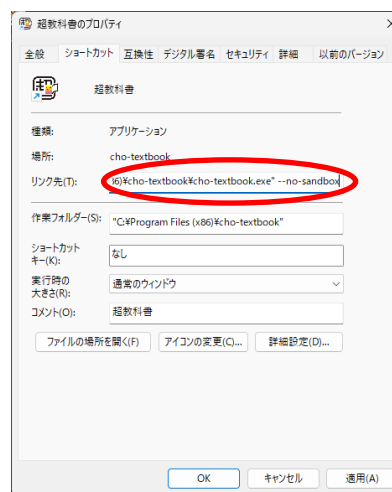 超教科書のプロパティ
全般 ショートカット 互換性 デジタル署名 セキュリティ 詳細 以前のバージョン
超教科書
種類: アプリケーション
場所: cho-textbook
リンク先(T): 86)¥cho-textbook¥cho-textbook.exe" --no-sandbox
作業フォルダー(S): "C:¥Program Files (x86)¥cho-textbook"
ショートカット
キー(K): なし
実行時の
大きさ(R): 通常のウィンドウ
コメント(O): 超教科書
ファイルの場所を開く(F) アイコンの変更(C)... 詳細設定(D)...
OK キャンセル 適用(A)